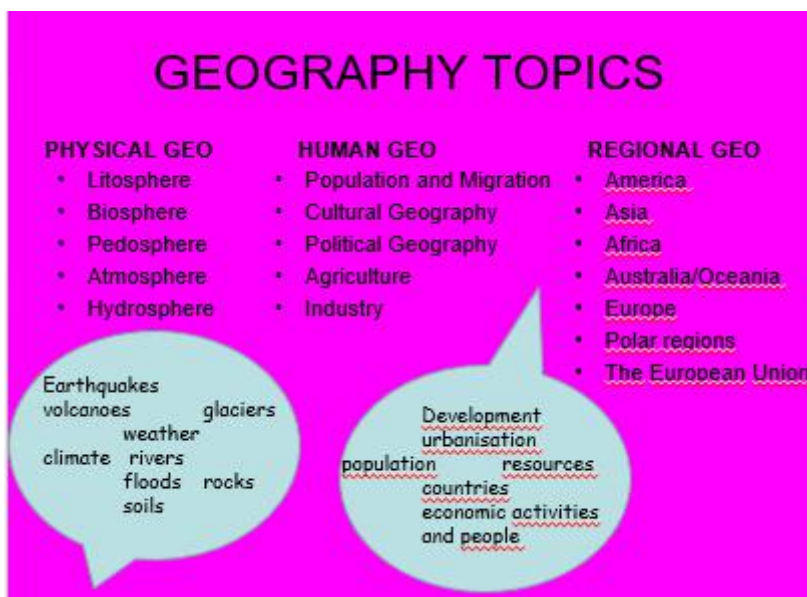 GEOGRAPHY TOPICS
PHYSICAL GEO
• Litosphere
• Biosphere
• Pedosphere
• Atmosphere
• Hydrosphere
HUMAN GEO
• Population and Migration
• Cultural Geography
• Political Geography
• Agriculture
• Industry
REGIONAL GEO
• America
• Asia
• Africa
• Australia/Oceania
• Europe
• Polar regions
• The European Union
Earthquakes
volcanoes glaciers
weather
climate rivers
floods rocks
soils
Development
urbanisation
population resources
countries
economic activities
and people